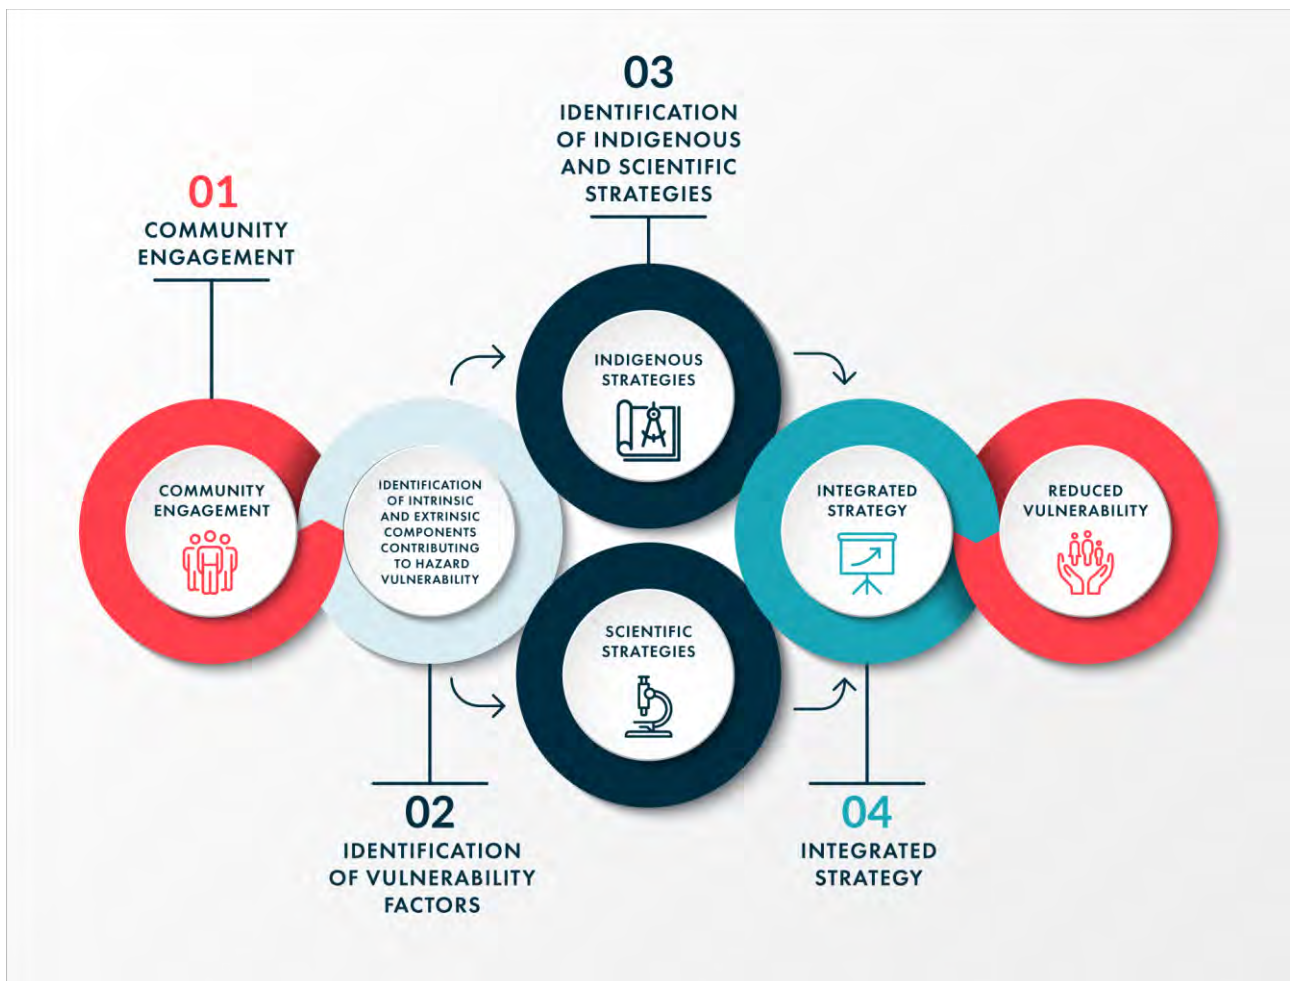 03
IDENTIFICATION
OF INDIGENOUS
AND SCIENTIFIC
STRATEGIES
01
COMMUNITY
ENGAGEMENT
INDIGENOUS
STRATEGIES
COMMUNITY
ENGAGEMENT
IDENTIFICATION
OF INTRINSIC
AND EXTRINSIC
COMPONENTS
CONTRIBUTING
TO HAZARD
VULNERABILITY
INTEGRATED
STRATEGY
REDUCED
VULNERABILITY
SCIENTIFIC
STRATEGIES
02
IDENTIFICATION
OF VULNERABILITY
FACTORS
04
INTEGRATED
STRATEGY